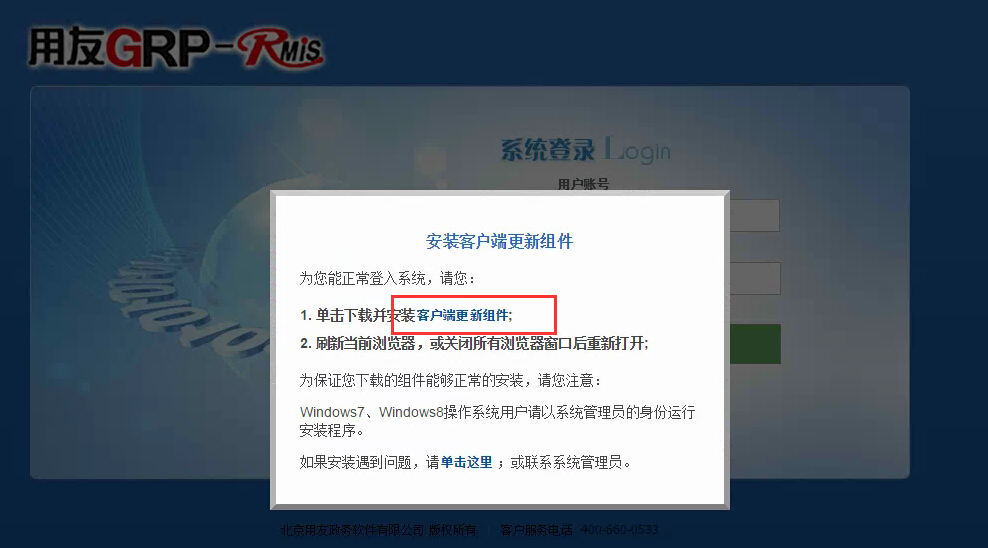 用友GRP-RMiS
系统登录 Login
用户账号
安装客户端更新组件
为您能正常登入系统，请您：
1. 单击下载并安装客户端更新组件;
2. 刷新当前浏览器，或关闭所有浏览器窗口后重新打开;
为保证您下载的组件能够正常的安装，请您注意：
Windows7、Windows8操作系统用户请以系统管理员的身份运行
安装程序。
如果安装遇到问题，请单击这里 ；或联系系统管理员。
北京用友政务软件有限公司 版权所有 | 客户服务电话 400-660-0533